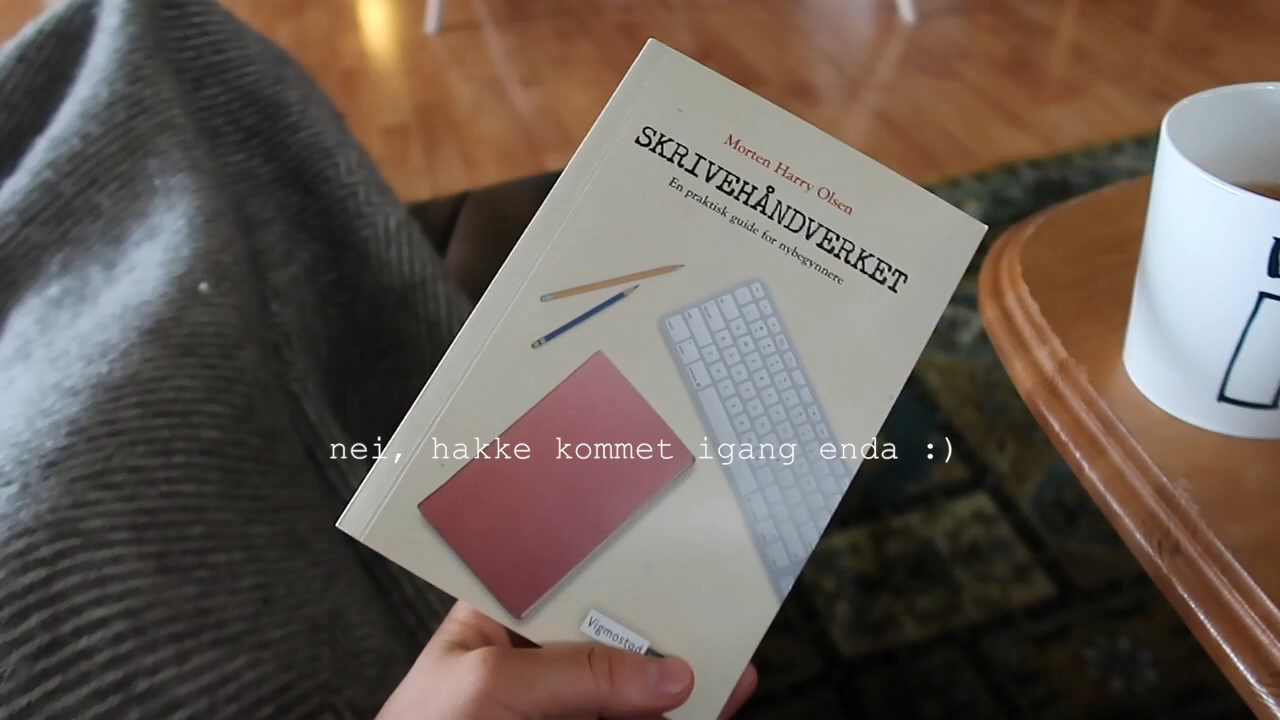 Morten Harry Olsen
SKRIVEHÅNDVERKET
En praktisk guide for nybegynnere
nei, hakke kommet igang enda :)
Vigmostad